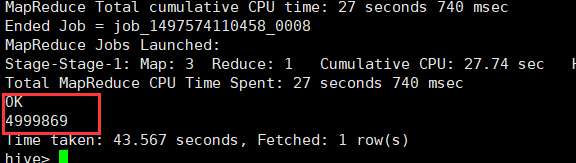 MapReduce Total cumulative CPU time: 27 seconds 740 msec
Ended Job = job_1497574110458_0008
MapReduce Jobs Launched:
Stage-Stage-1: Map: 3  Reduce: 1   Cumulative CPU: 27.74 sec   H
Total MapReduce CPU Time Spent: 27 seconds 740 msec
OK
4999869
Time taken: 43.567 seconds, Fetched: 1 row(s)
hive>